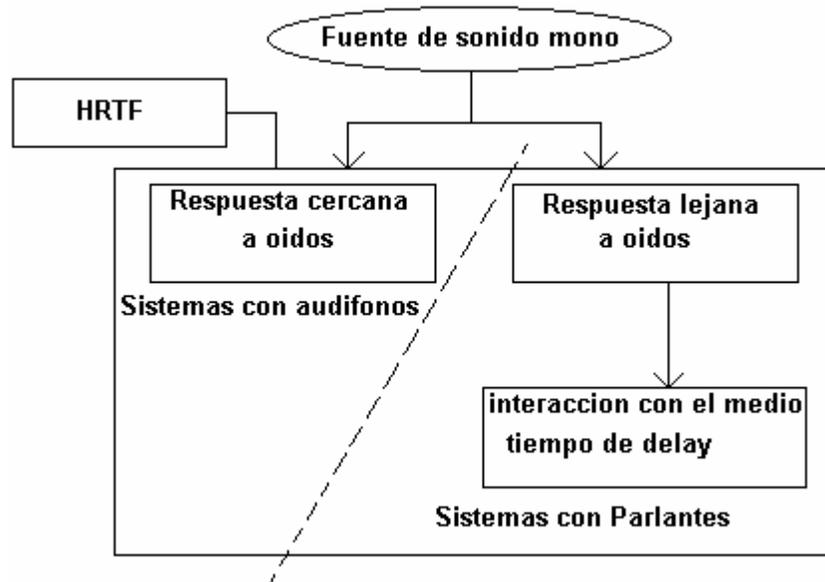 Fuente de sonido mono
HRTF
Respuesta cercana
a oidos
Sistemas con audifonos
Respuesta lejana
a oidos
interaccion con el medio
tiempo de delay
Sistemas con Parlantes